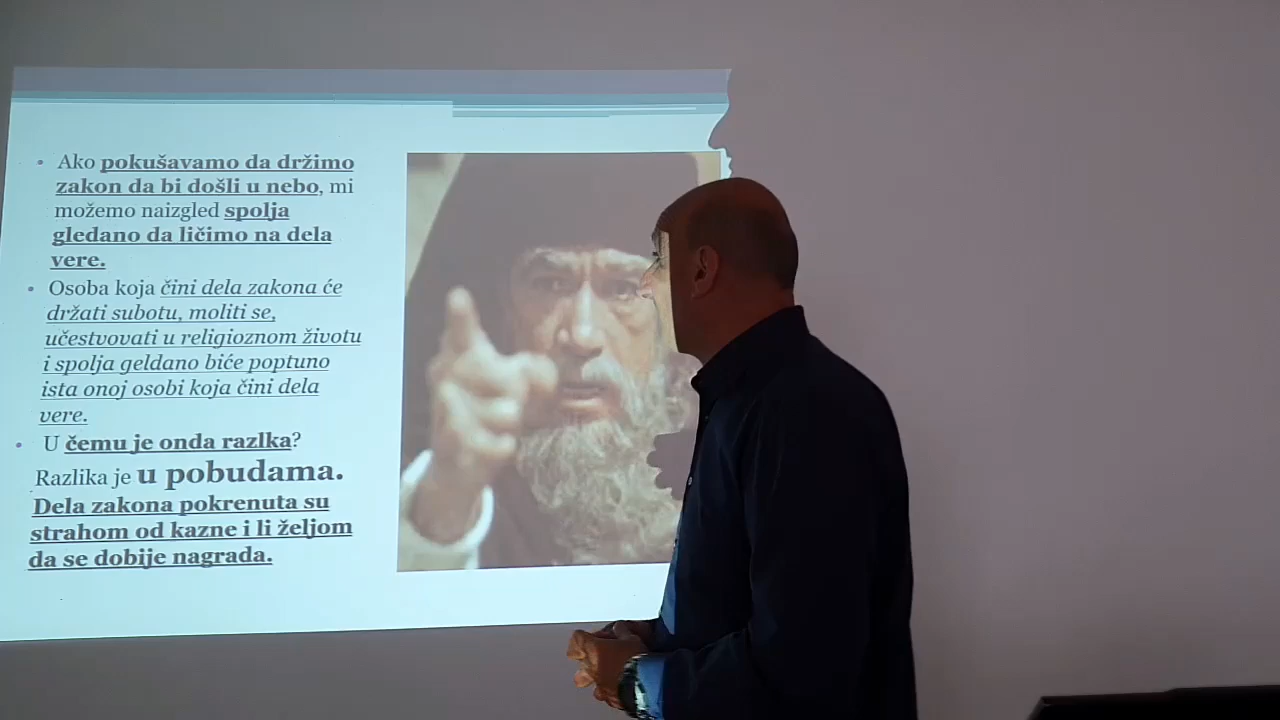 Ako pokušavamo da držimo
zakon da bi došli u nebo, mi
možemo naizgled spolja
gledano da ličimo na dela
vere.
Osoba koja čini dela zakona će
držati subotu, moliti se,
učestvovati u religioznom životu
i spolja geldano biće poptuno
ista onoj osobi koja čini dela
vere.
U čemu je onda razlka?
Razlika je u pobudama.
Dela zakona pokrenuta su
strahom od kazne i li željom
da se dobije nagrada.